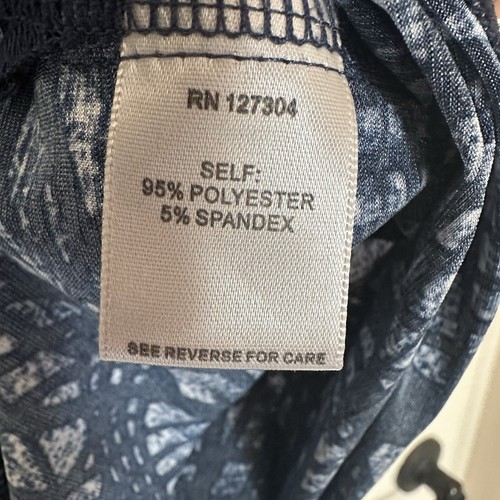 RN 127304
SELF:
95% POLYESTER
5% SPANDEX
SEE REVERSE FOR CARE